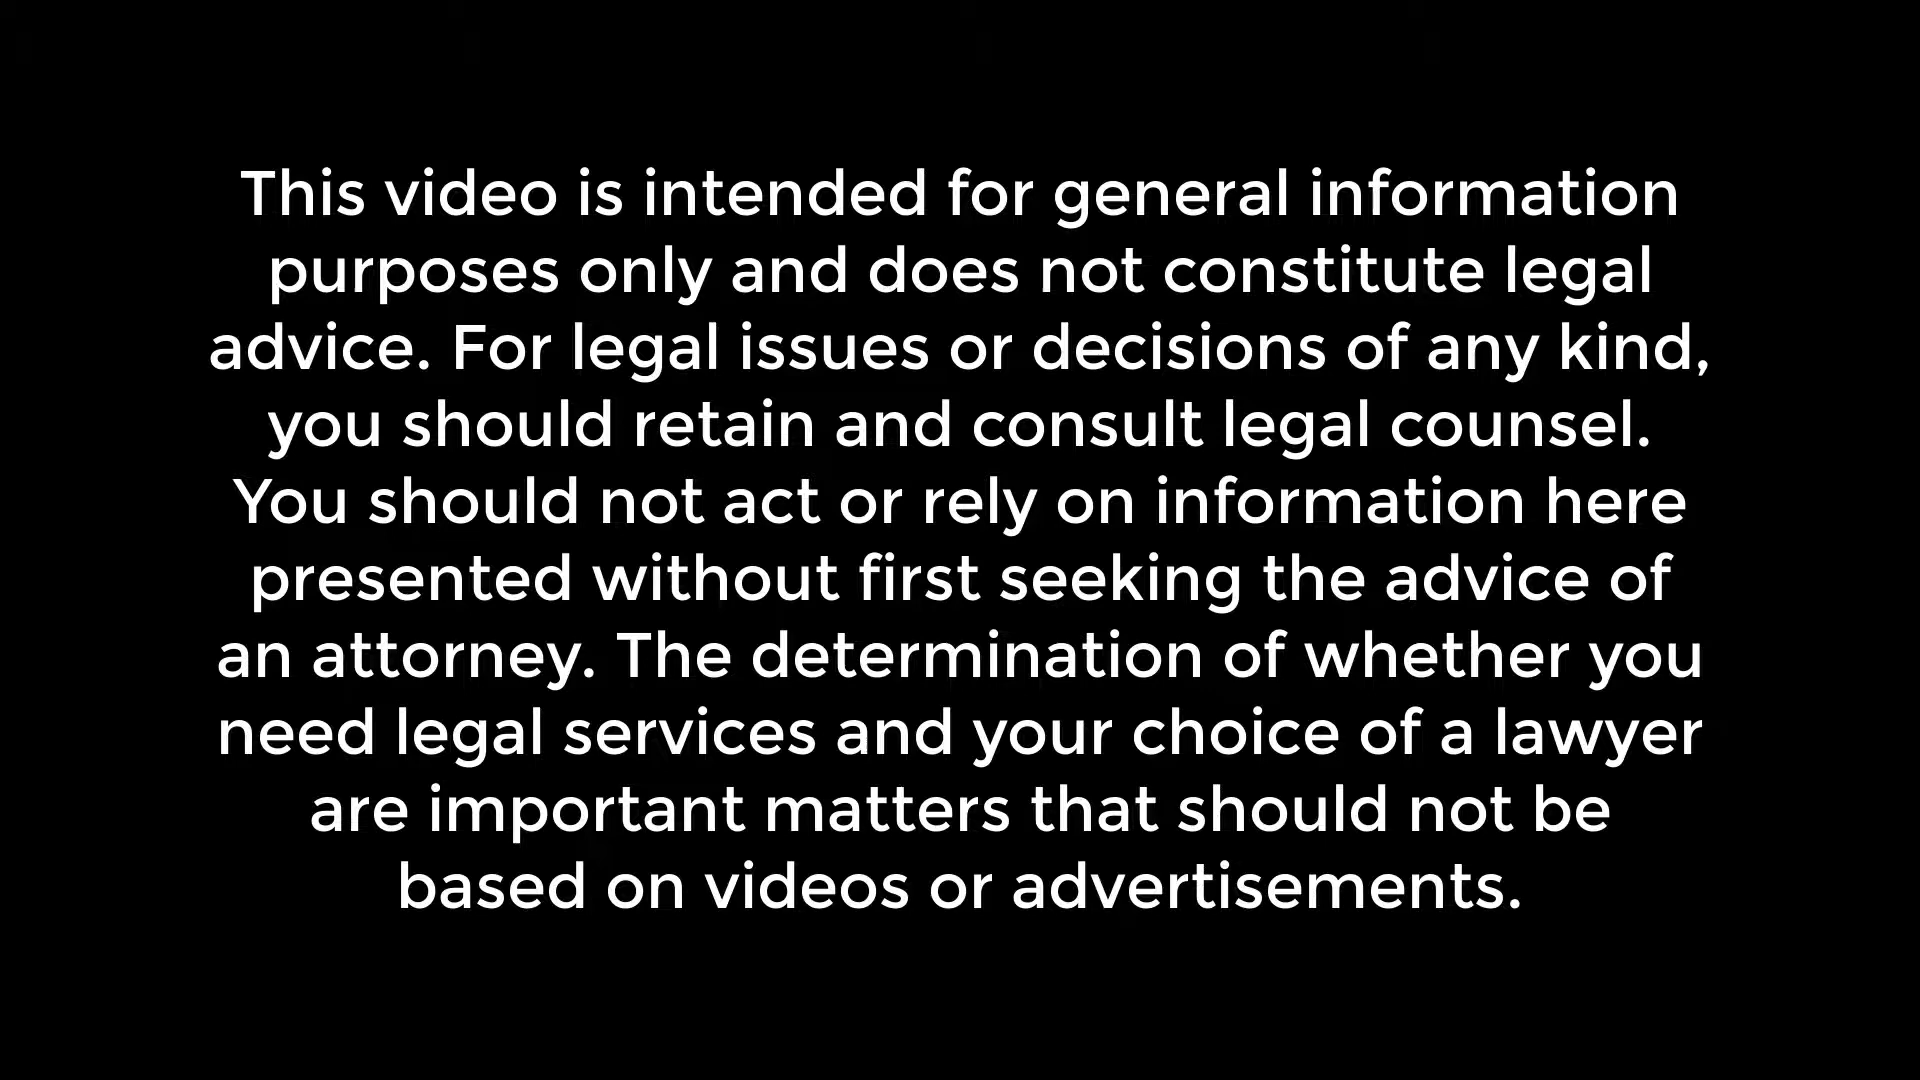 This video is intended for general information
purposes only and does not constitute legal
advice. For legal issues or decisions of any kind,
you should retain and consult legal counsel.
You should not act or rely on information here
presented without first seeking the advice of
an attorney. The determination of whether you
need legal services and your choice of a lawyer
are important matters that should not be
based on videos or advertisements.